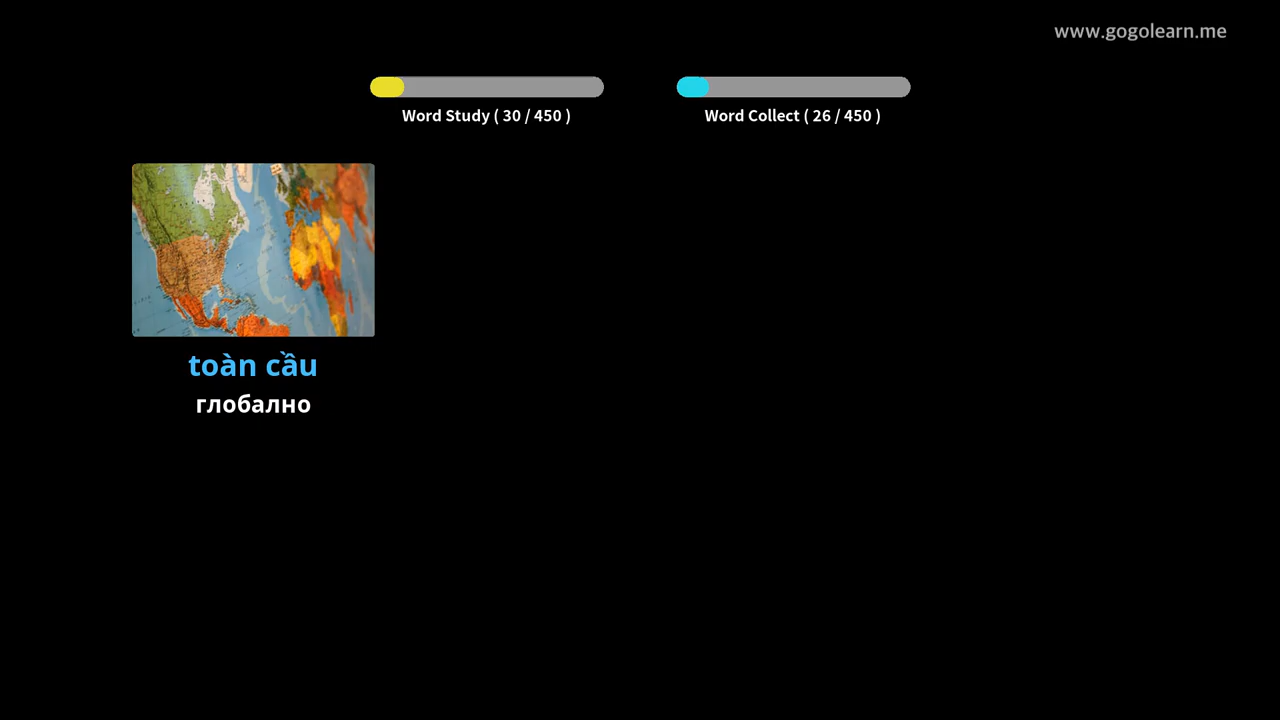 www.gogolearn.me
Word Study ( 30 / 450 )
Word Collect ( 26 / 450 )
toàn cầu
глобално